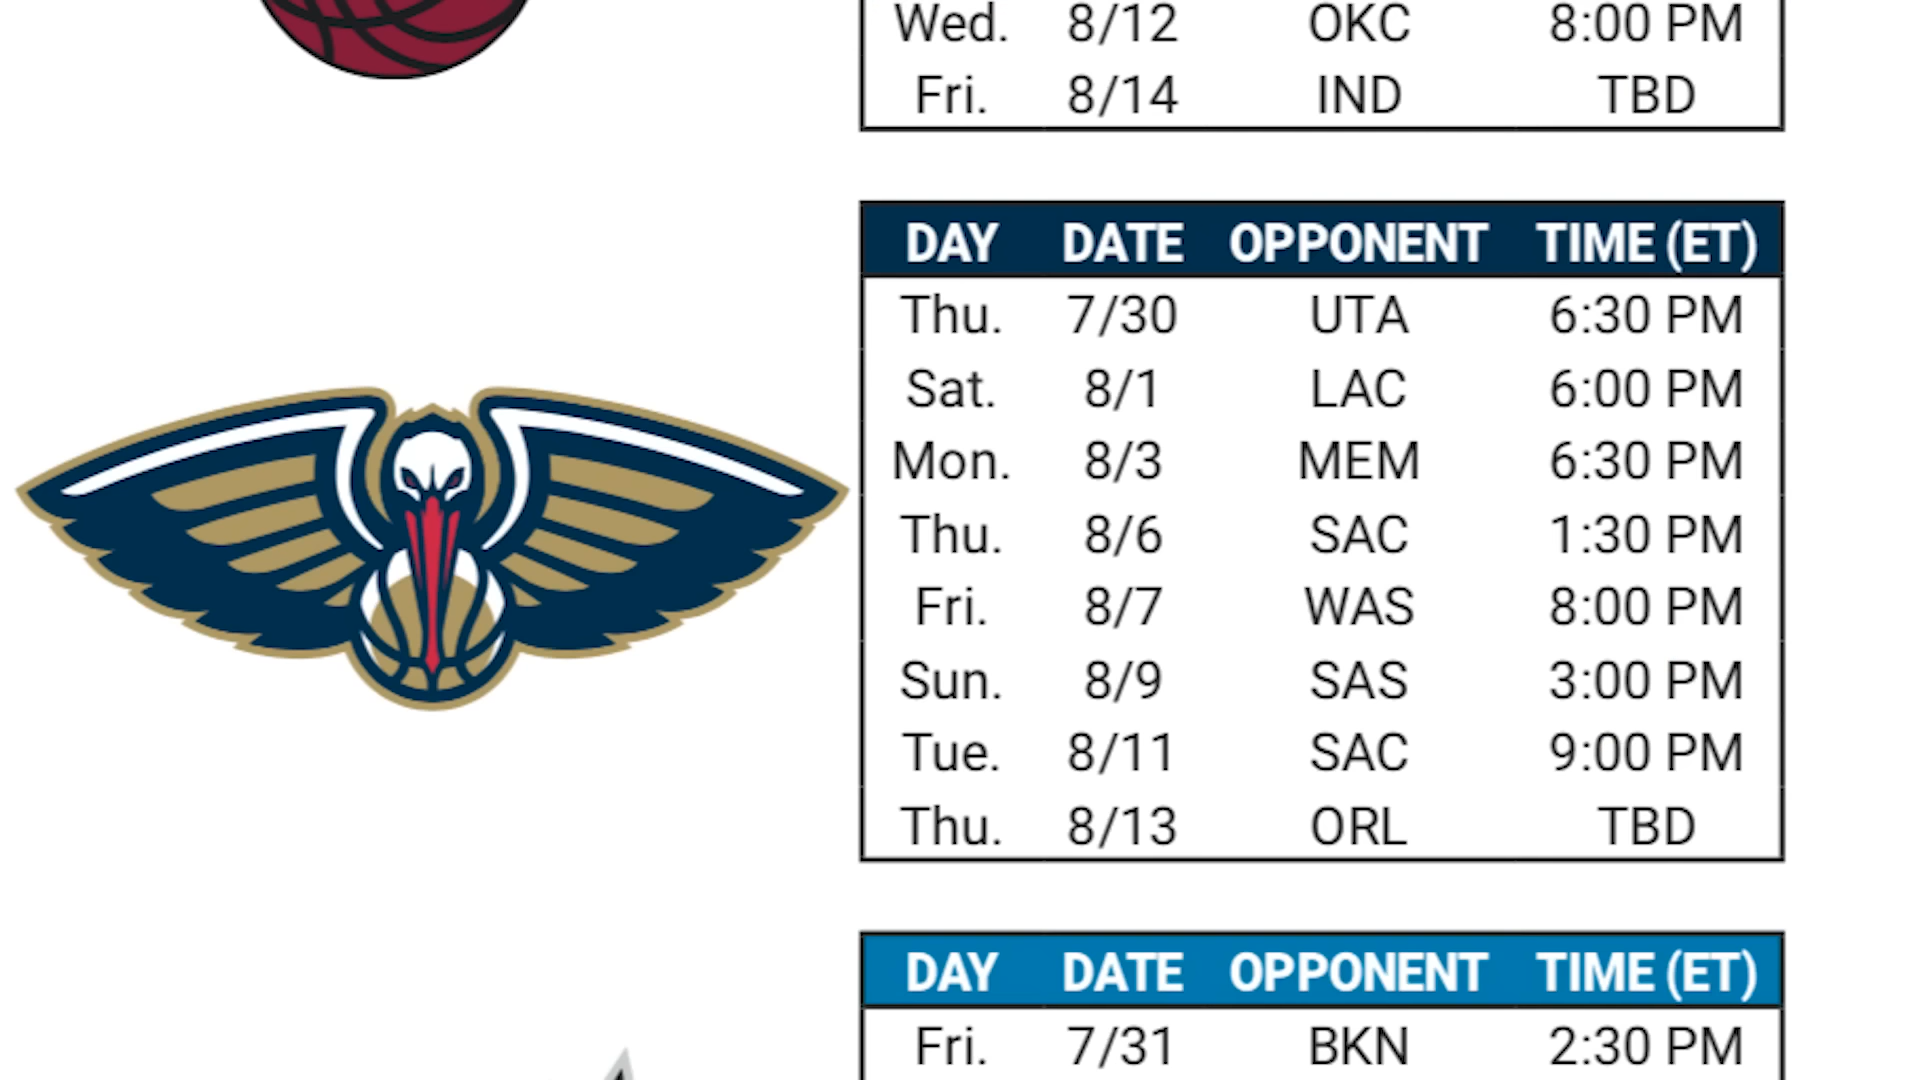 Wed. 8/12 OKC 8:00 PM
Fri. 8/14 IND TBD
DAY DATE OPPONENT TIME (ET)
Thu. 7/30 UTA 6:30 PM
Sat. 8/1 LAC 6:00 PM
Mon. 8/3 MEM 6:30 PM
Thu. 8/6 SAC 1:30 PM
Fri. 8/7 WAS 8:00 PM
Sun. 8/9 SAS 3:00 PM
Tue. 8/11 SAC 9:00 PM
Thu. 8/13 ORL TBD
DAY DATE OPPONENT TIME (ET)
Fri. 7/31 BKN 2:30 PM